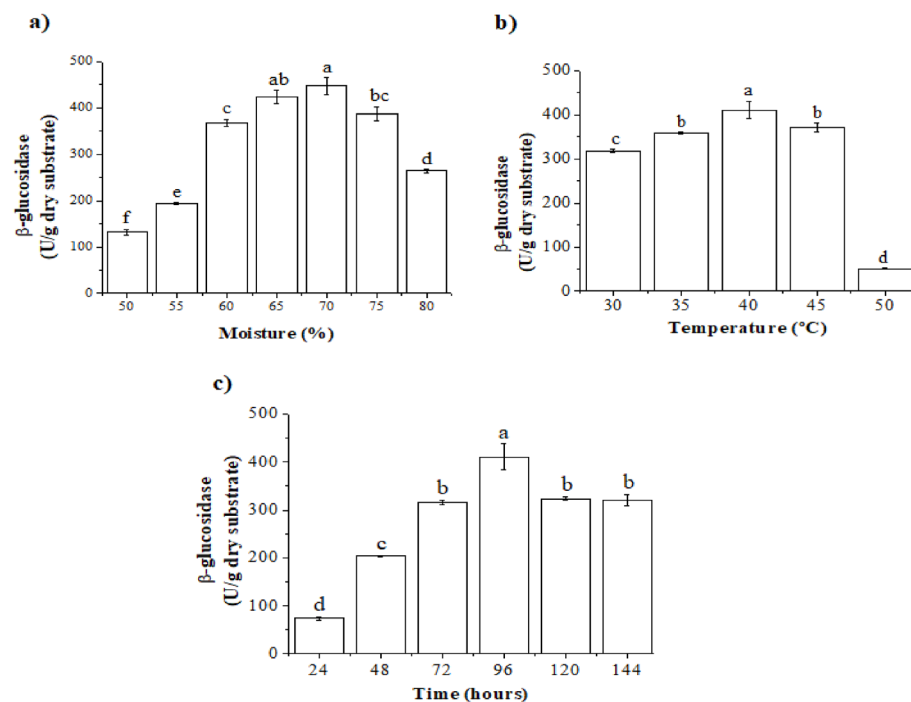 a)
β-glucosidase
(U/g dry substrate)
500
400
300
200
100
0
f
e
c
ab
a
bc
d
50 55 60 65 70 75 80
Moisture (%)
b)
β-glucosidase
(U/g dry substrate)
500
400
300
200
100
0
c
b
a
b
d
30 35 40 45 50
Temperature (°C)
c)
β-glucosidase
(U/g dry substrate)
500
400
300
200
100
0
d
c
b
a
b
b
24 48 72 96 120 144
Time (hours)